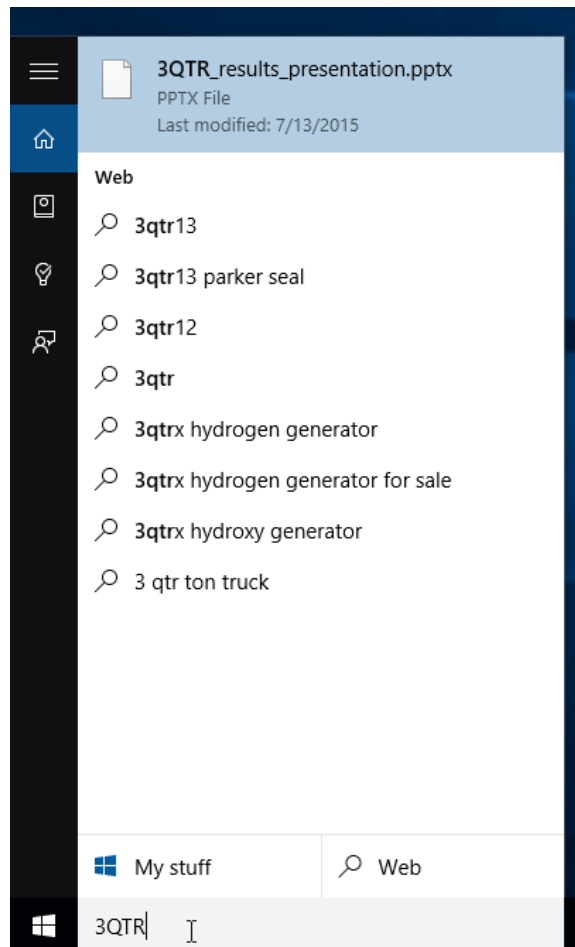 3QTR_results_presentation.pptx
PPTX File
Last modified: 7/13/2015
Web
3qtr13
3qtr13 parker seal
3qtr12
3qtr
3qtrx hydrogen generator
3qtrx hydrogen generator for sale
3qtrx hydroxy generator
3 qtr ton truck
My stuff
Web
3QTR